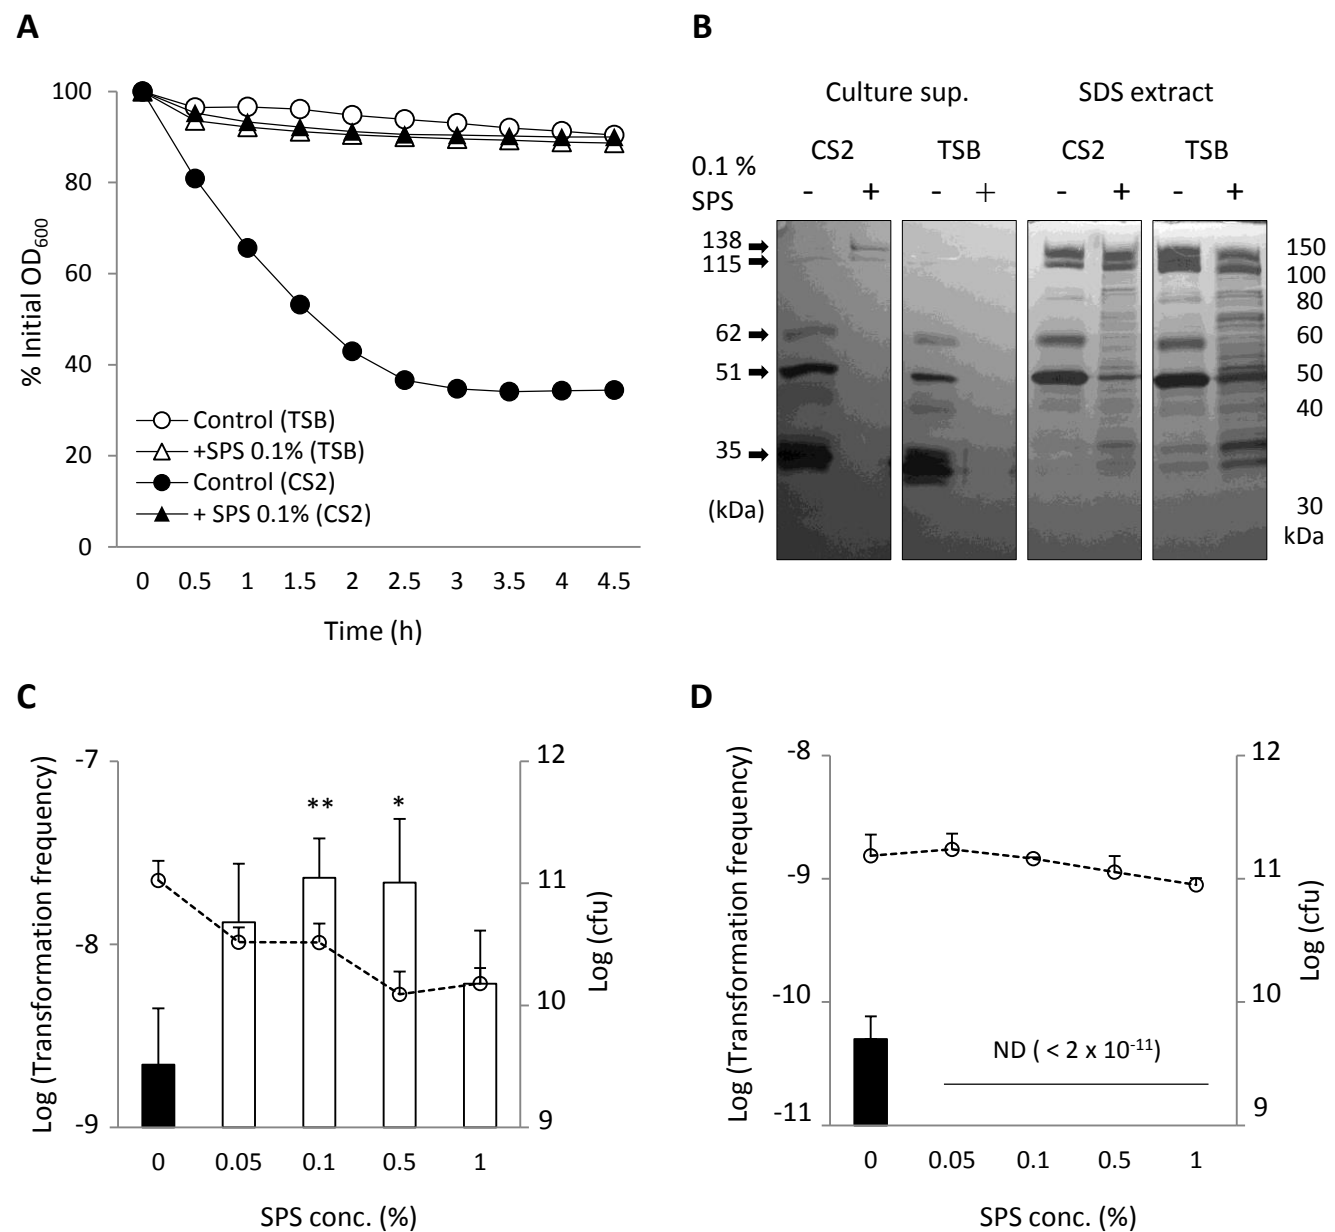 A
100
80
60
40
20
0
% Initial OD600
Control (TSB)
+SPS 0.1% (TSB)
Control (CS2)
+ SPS 0.1% (CS2)
0 0.5 1 1.5 2 2.5 3 3.5 4 4.5
Time (h)
B
Culture sup. SDS extract
CS2 TSB CS2 TSB
0.1 %
SPS - + - + - + - +
138
115
62
51
35
(kDa)
150
100
80
60
50
40
30
kDa
C
-7
-8
-9
Log (Transformation frequency)
** *
12
11
10
9
Log (cfu)
0 0.05 0.1 0.5 1
SPS conc. (%)
D
-8
-9
-10
-11
Log (Transformation frequency)
ND ( < 2 x 10⁻¹¹)
12
11
10
9
Log (cfu)
0 0.05 0.1 0.5 1
SPS conc. (%)